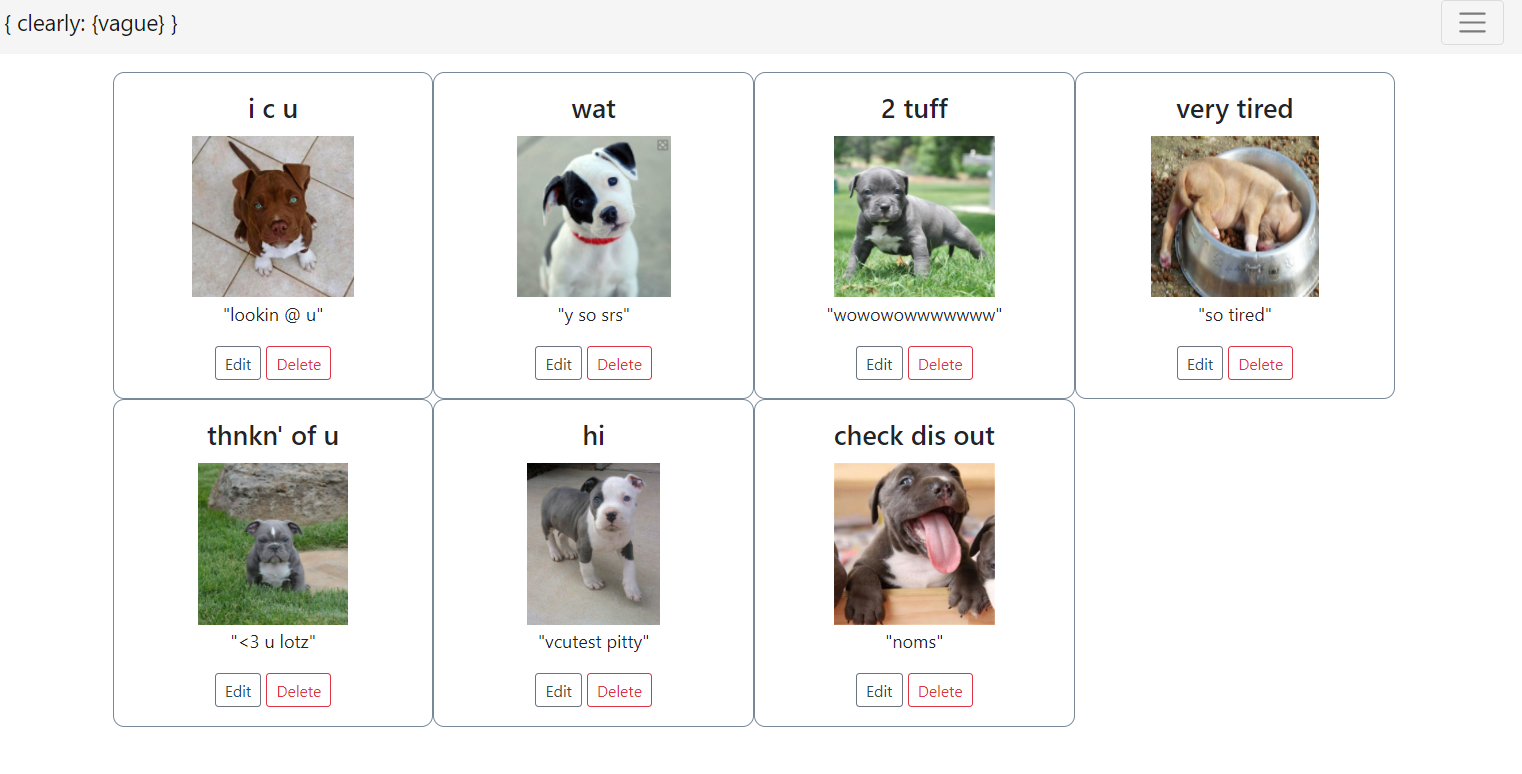 { clearly: {vague} }
i c u
"lookin @ u"
Edit Delete
wat
"y so srs"
Edit Delete
2 tuff
"wowowowwwwwww"
Edit Delete
very tired
"so tired"
Edit Delete
thnkn' of u
"<3 u lotz"
Edit Delete
hi
"vcutest pitty"
Edit Delete
check dis out
"noms"
Edit Delete